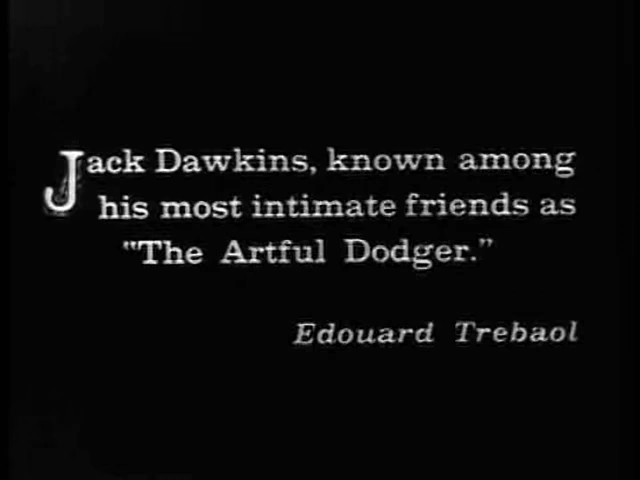 Jack Dawkins, known among
his most intimate friends as
"The Artful Dodger."
Edouard Trebaol